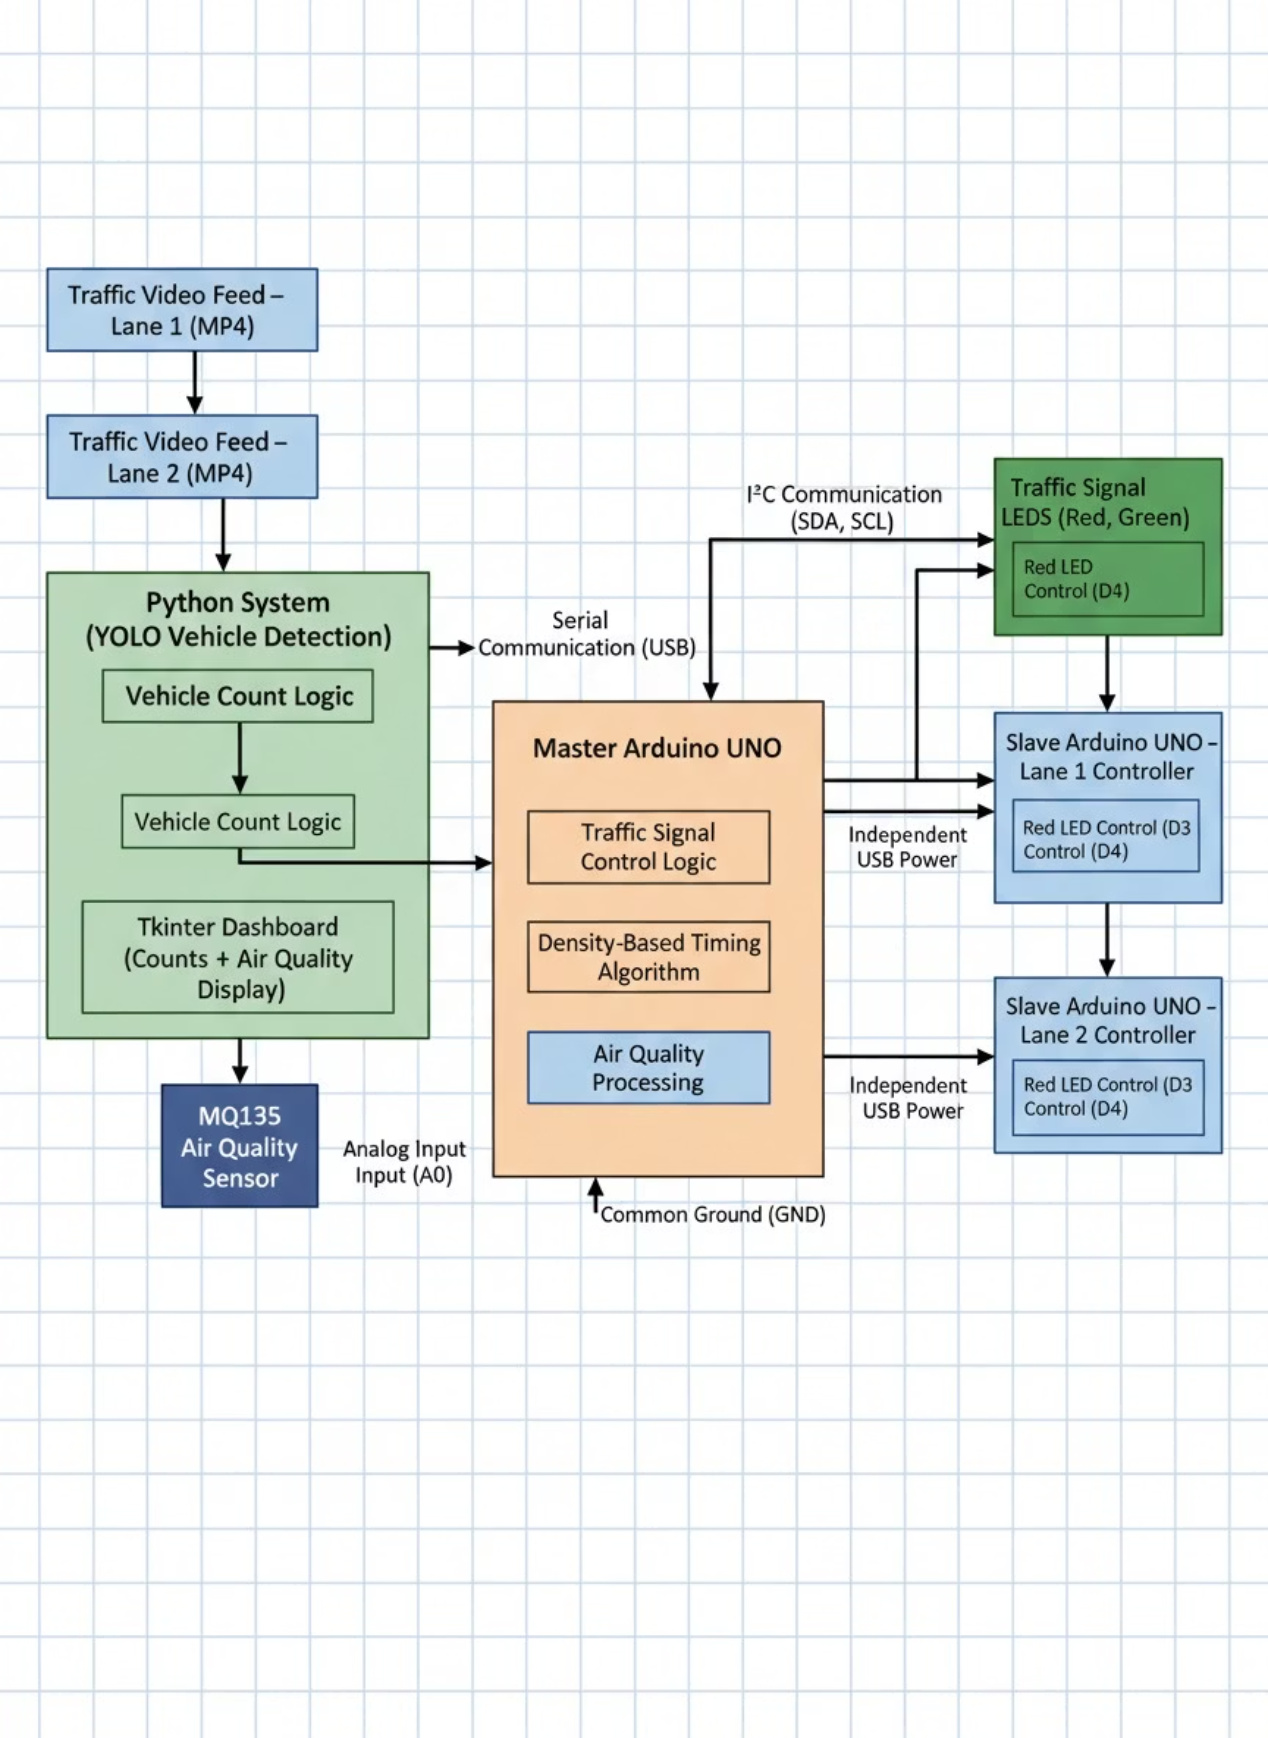 Traffic Video Feed –
Lane 1 (MP4)
Traffic Video Feed –
Lane 2 (MP4)
Python System
(YOLO Vehicle Detection)
Vehicle Count Logic
Vehicle Count Logic
Tkinter Dashboard
(Counts + Air Quality
Display)
MQ135
Air Quality
Sensor
Analog Input
Input (A0)
Serial
Communication (USB)
I²C Communication
(SDA, SCL)
Master Arduino UNO
Traffic Signal
Control Logic
Density-Based Timing
Algorithm
Air Quality
Processing
Common Ground (GND)
Independent
USB Power
Independent
USB Power
Traffic Signal
LEDS (Red, Green)
Red LED
Control (D4)
Slave Arduino UNO –
Lane 1 Controller
Red LED Control (D3
Control (D4)
Slave Arduino UNO –
Lane 2 Controller
Red LED Control (D3
Control (D4)